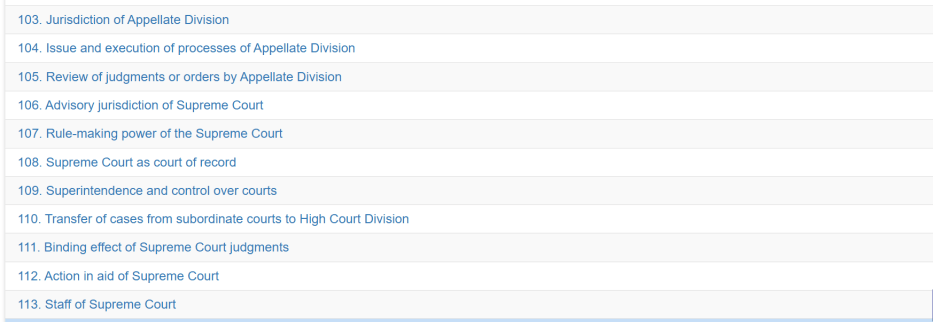 103. Jurisdiction of Appellate Division
104. Issue and execution of processes of Appellate Division
105. Review of judgments or orders by Appellate Division
106. Advisory jurisdiction of Supreme Court
107. Rule-making power of the Supreme Court
108. Supreme Court as court of record
109. Superintendence and control over courts
110. Transfer of cases from subordinate courts to High Court Division
111. Binding effect of Supreme Court judgments
112. Action in aid of Supreme Court
113. Staff of Supreme Court